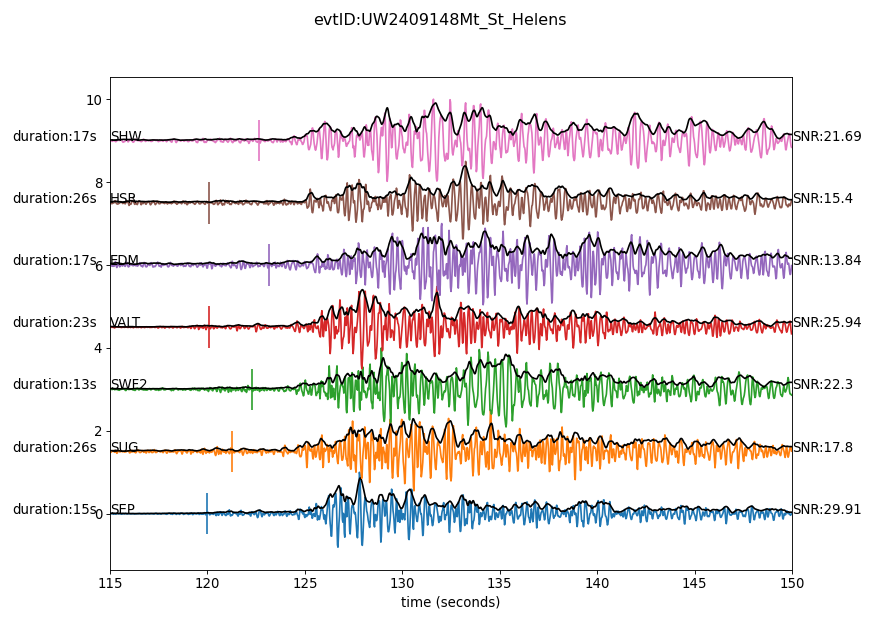 evtID:UW2409148Mt_St_Helens
10
duration:17s SHW SNR:21.69
8
duration:26s HSR SNR:15.4
duration:17s EDM SNR:13.84
6
duration:23s VALT SNR:25.94
4
duration:13s SWF2 SNR:22.3
2
duration:26s SUG SNR:17.8
duration:15s SEP SNR:29.91
0
115 120 125 130 135 140 145 150
time (seconds)